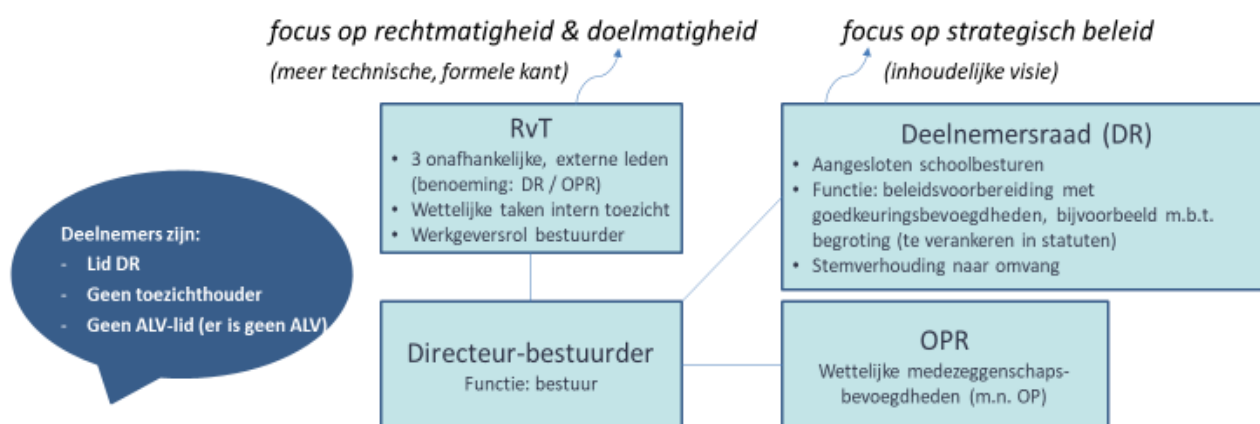 focus op rechtmatigheid & doelmatigheid
(meer technische, formele kant)
focus op strategisch beleid
(inhoudelijke visie)
RvT
• 3 onafhankelijke, externe leden
(benoeming: DR / OPR)
• Wettelijke taken intern toezicht
• Werkgeversrol bestuurder
Deelnemersraad (DR)
• Aangesloten schoolbesturen
• Functie: beleidsvoorbereiding met
goedkeuringsbevoegdheden, bijvoorbeeld m.b.t.
begroting (te verankeren in statuten)
• Stemverhouding naar omvang
Deelnemers zijn:
- Lid DR
- Geen toezichthouder
- Geen ALV-lid (er is geen ALV)
Directeur-bestuurder
Functie: bestuur
OPR
Wettelijke medezeggenschaps-
bevoegdheden (m.n. OP)